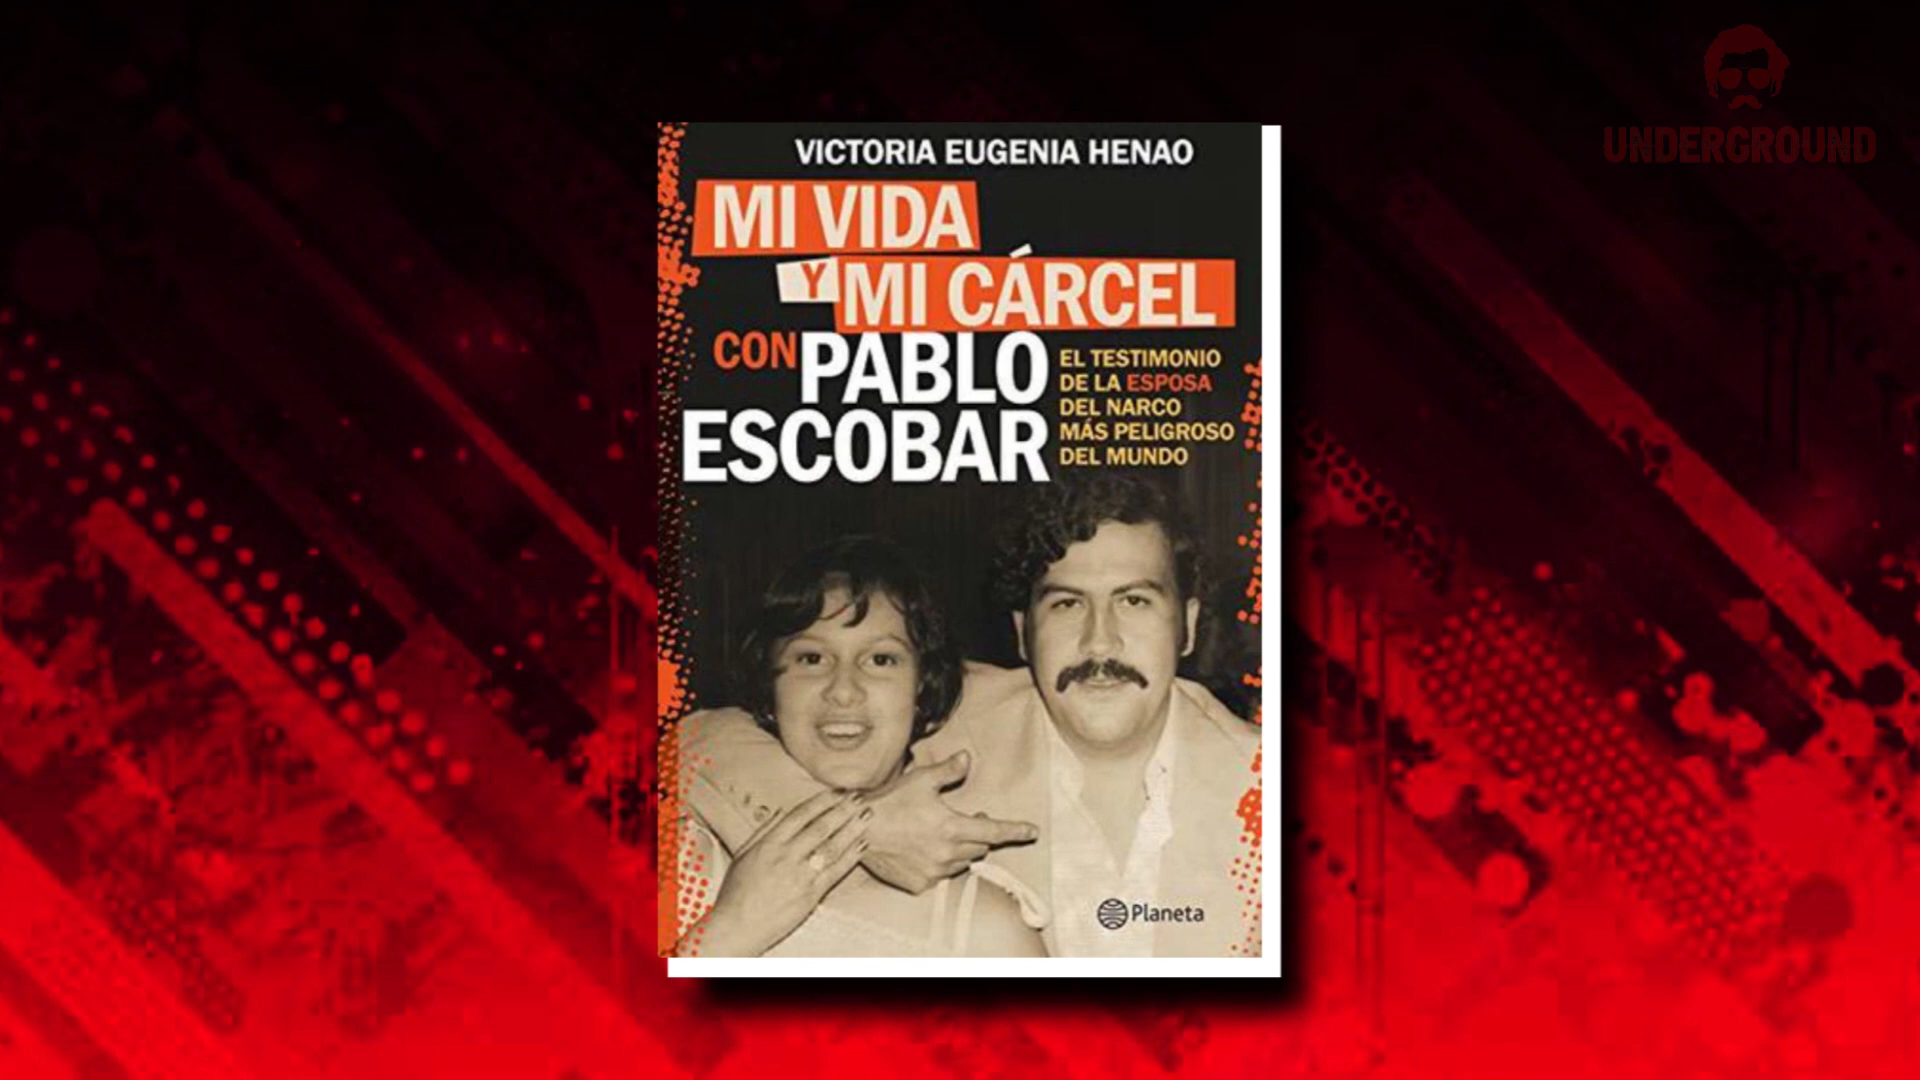 UNDERGROUND
VICTORIA EUGENIA HENAO
MI VIDA
Y MI CÁRCEL
CON PABLO
ESCOBAR
EL TESTIMONIO
DE LA ESPOSA
DEL NARCO
MÁS PELIGROSO
DEL MUNDO
Planeta